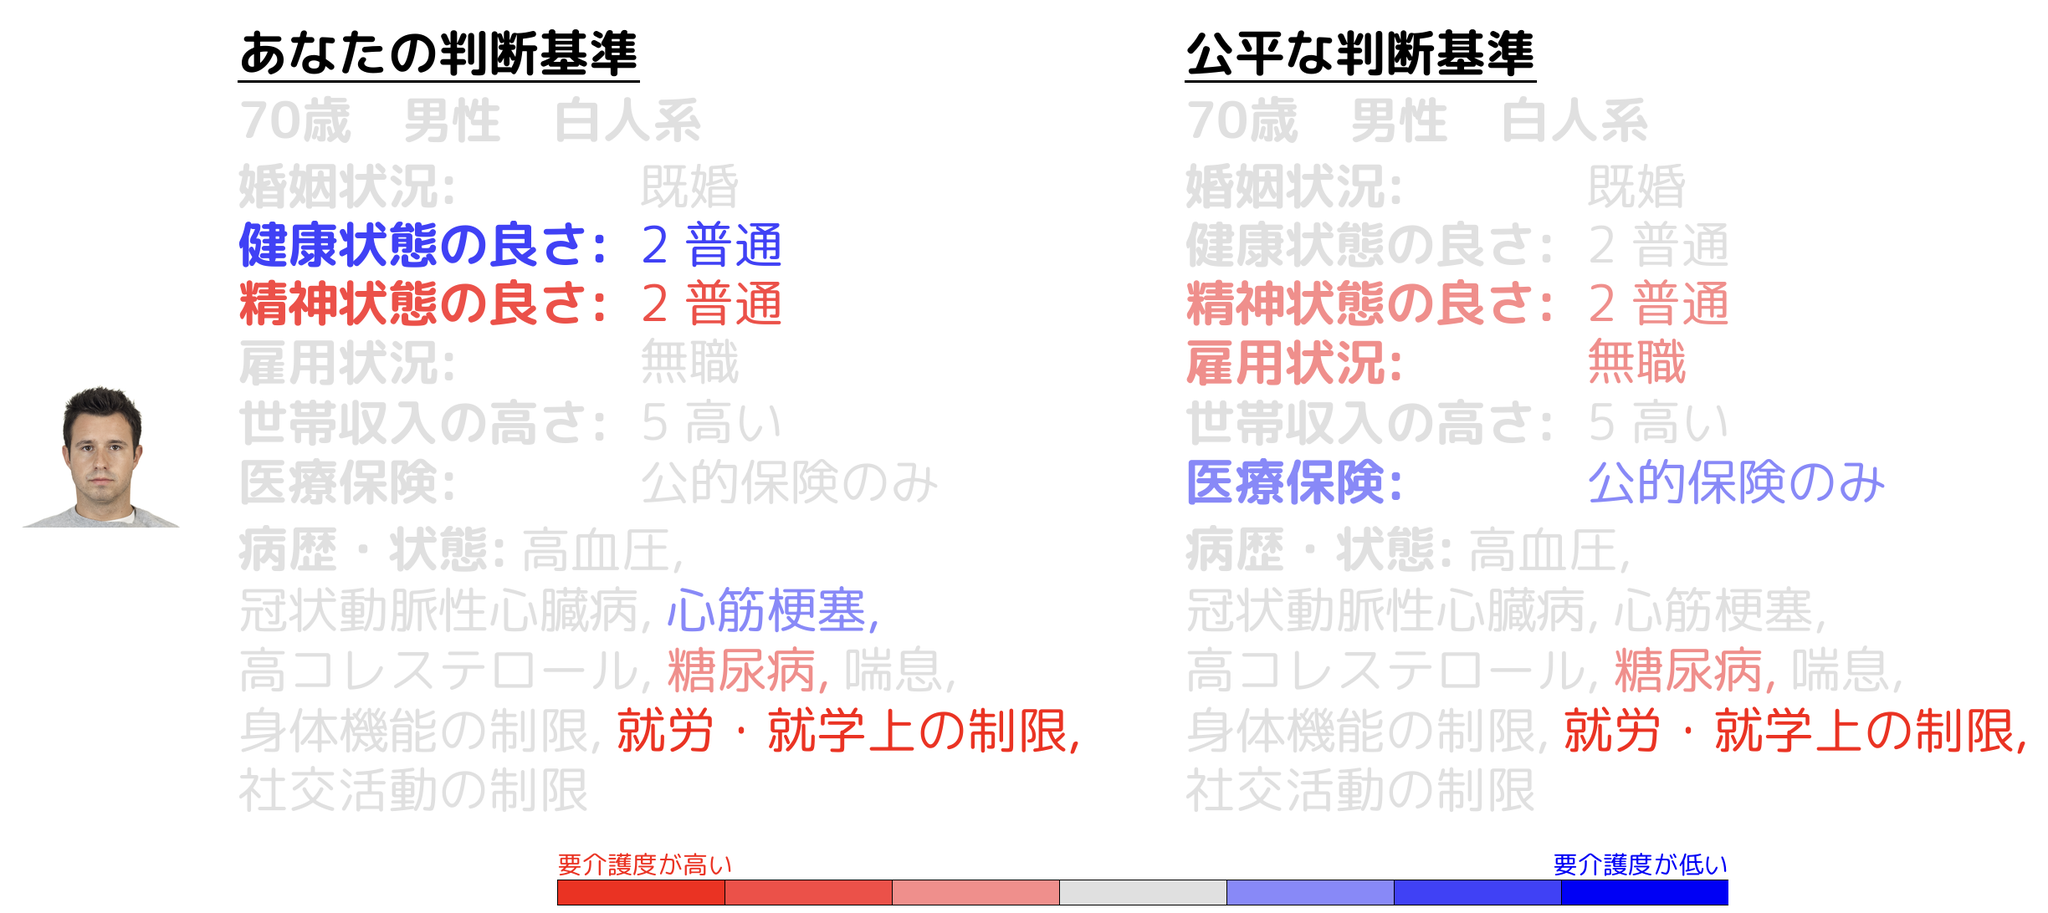 あなたの判断基準
70歳 男性 白人系
婚姻状況: 既婚
健康状態の良さ: 2 普通
精神状態の良さ: 2 普通
雇用状況: 無職
世帯収入の高さ: 5 高い
医療保険: 公的保険のみ
病歴・状態: 高血圧,
冠状動脈性心臓病, 心筋梗塞,
高コレステロール, 糖尿病, 喘息,
身体機能の制限, 就労・就学上の制限,
社交活動の制限
公平な判断基準
70歳 男性 白人系
婚姻状況: 既婚
健康状態の良さ: 2 普通
精神状態の良さ: 2 普通
雇用状況: 無職
世帯収入の高さ: 5 高い
医療保険: 公的保険のみ
病歴・状態: 高血圧,
冠状動脈性心臓病, 心筋梗塞,
高コレステロール, 糖尿病, 喘息,
身体機能の制限, 就労・就学上の制限,
社交活動の制限
要介護度が高い
要介護度が低い